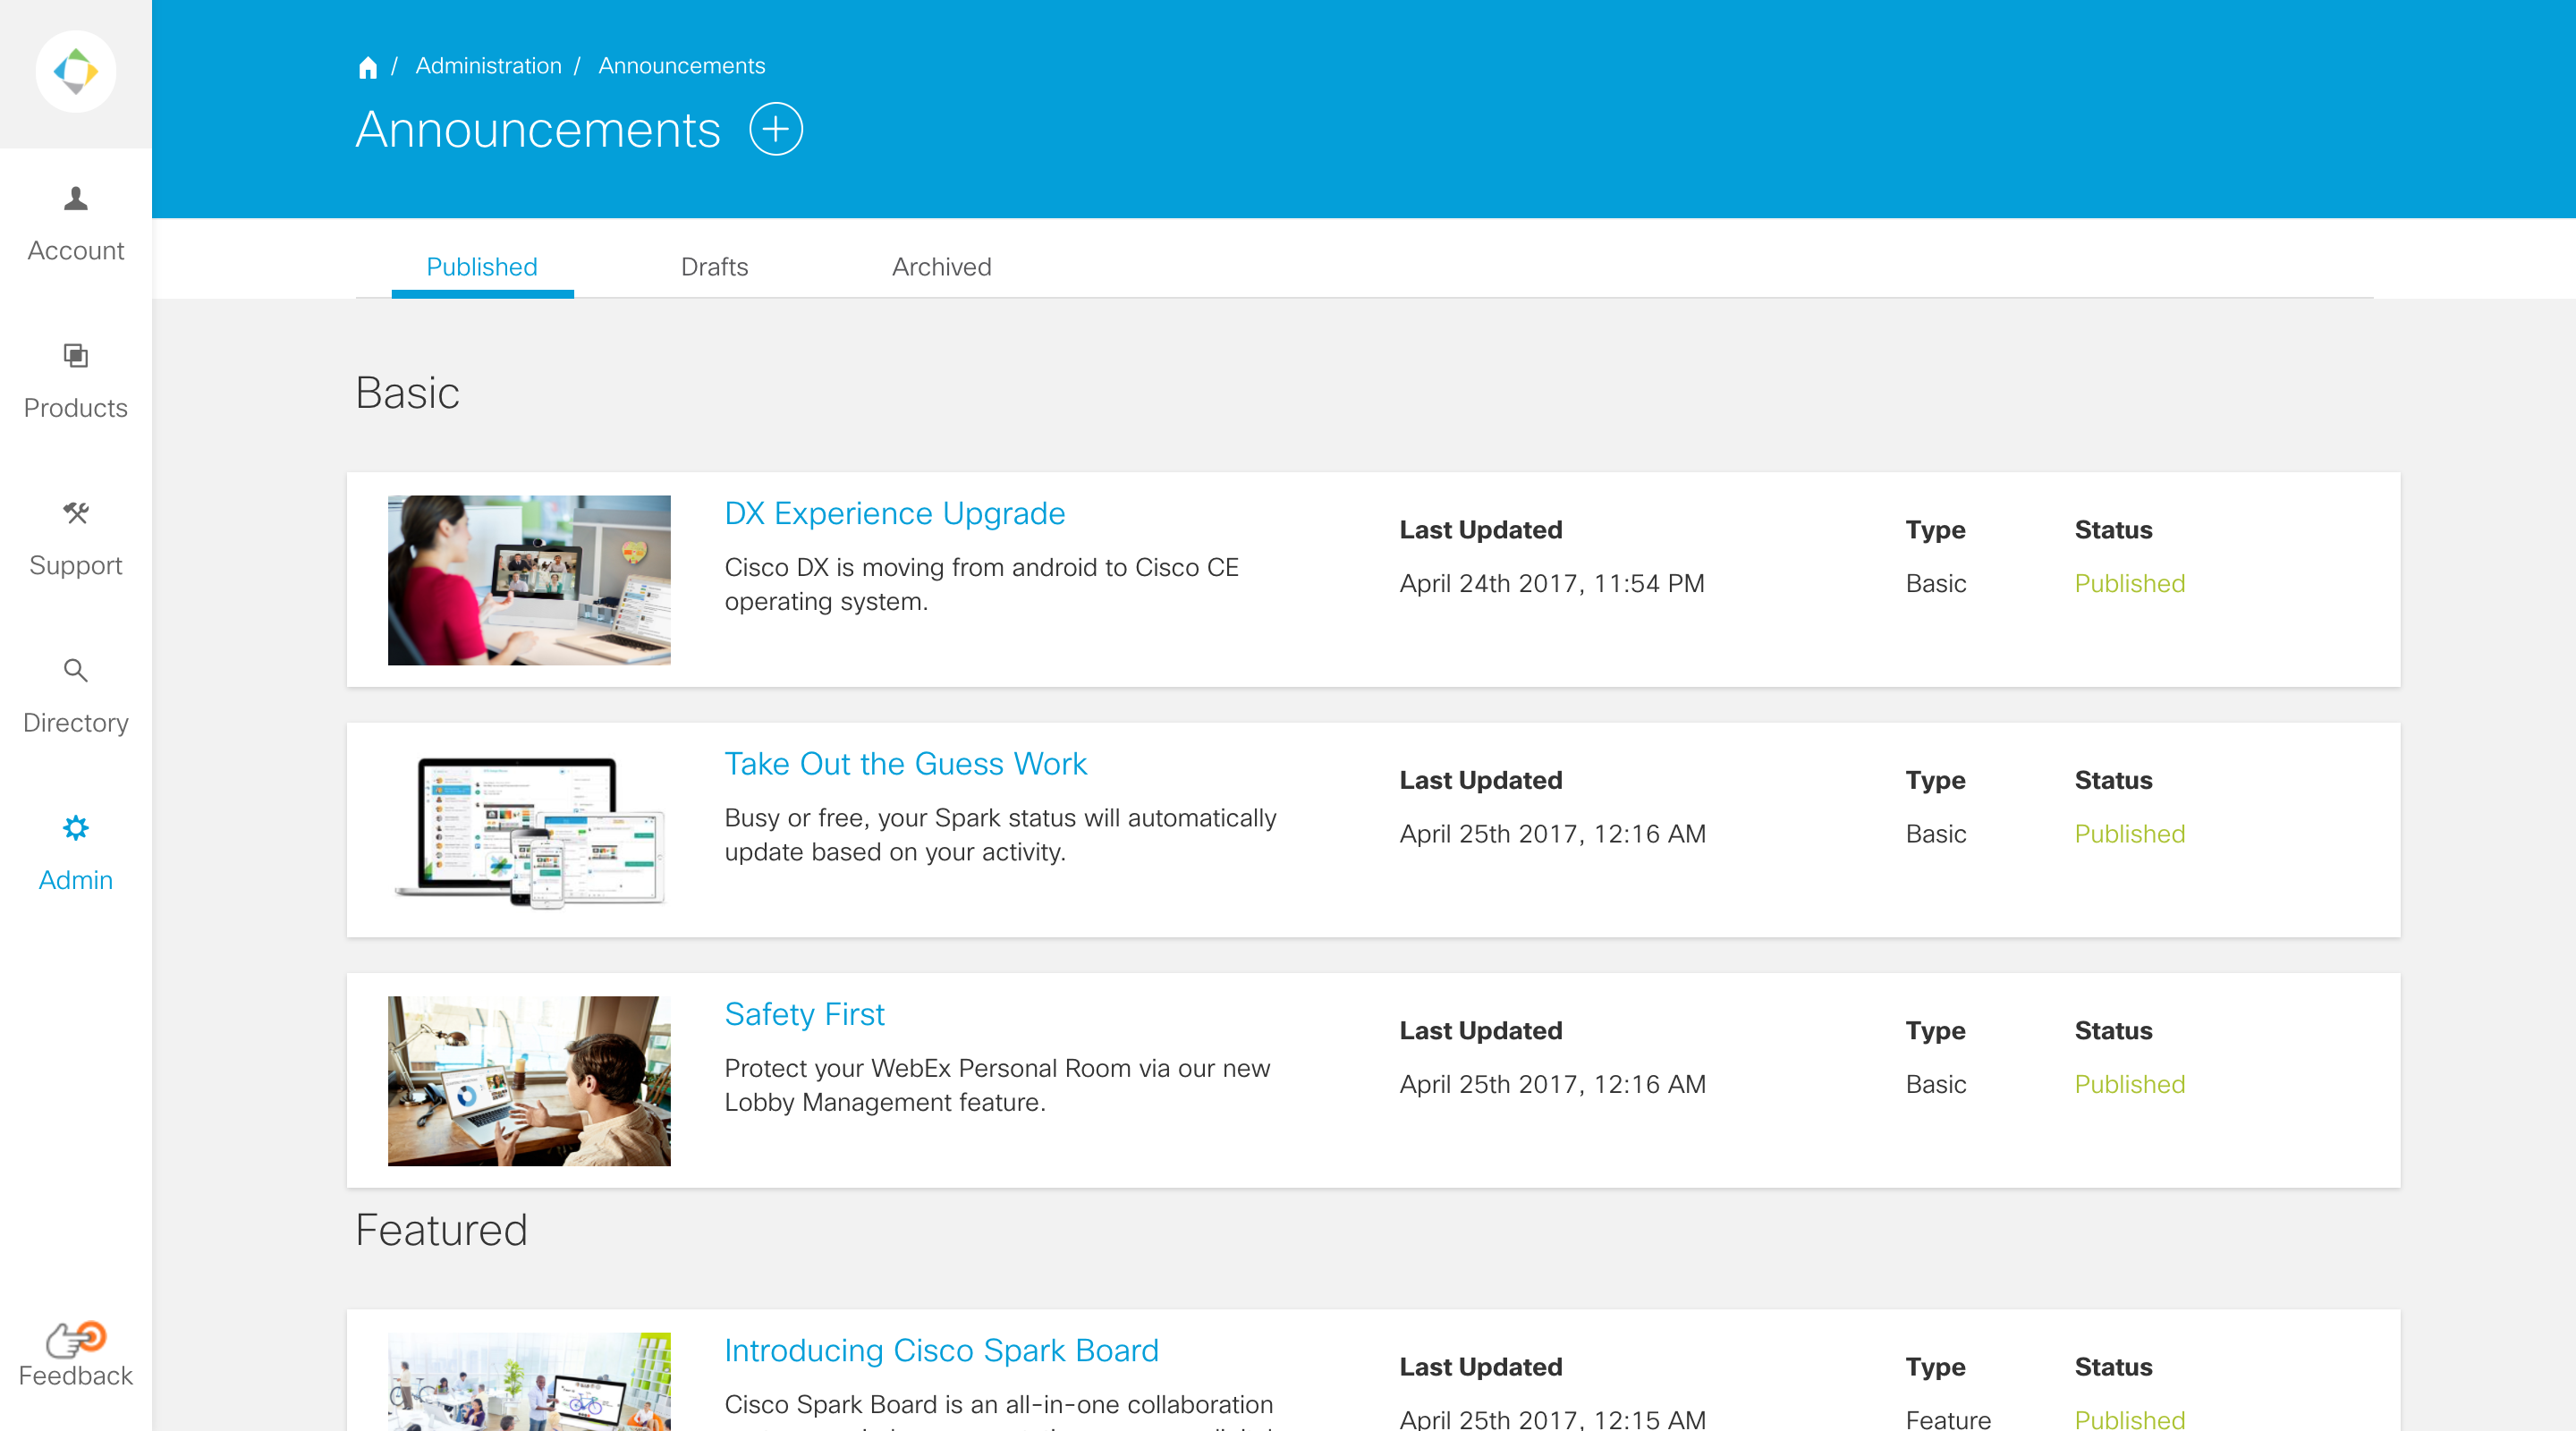 / Administration / Announcements
Announcements
Account
Products
Support
Directory
Admin
Feedback
Published Drafts Archived
Basic
DX Experience Upgrade
Cisco DX is moving from android to Cisco CE
operating system.
Last Updated Type Status
April 24th 2017, 11:54 PM Basic Published
Take Out the Guess Work
Busy or free, your Spark status will automatically
update based on your activity.
Last Updated Type Status
April 25th 2017, 12:16 AM Basic Published
Safety First
Protect your WebEx Personal Room via our new
Lobby Management feature.
Last Updated Type Status
April 25th 2017, 12:16 AM Basic Published
Featured
Introducing Cisco Spark Board
Cisco Spark Board is an all-in-one collaboration
Last Updated Type Status
April 25th 2017, 12:15 AM Feature Published